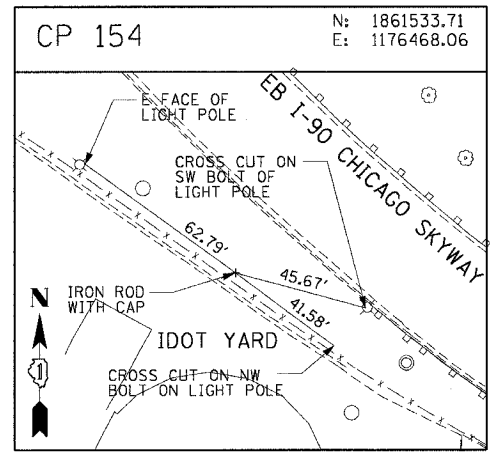 CP 154
N: 1861533.71
E: 1176468.06
E FACE OF
LIGHT POLE
EB I-90 CHICAGO SKYWAY
CROSS CUT ON
SW BOLT OF
LIGHT POLE
62.79'
45.67'
41.58'
IRON ROD
WITH CAP
N
1
IDOT YARD
CROSS CUT ON NW
BOLT ON LIGHT POLE